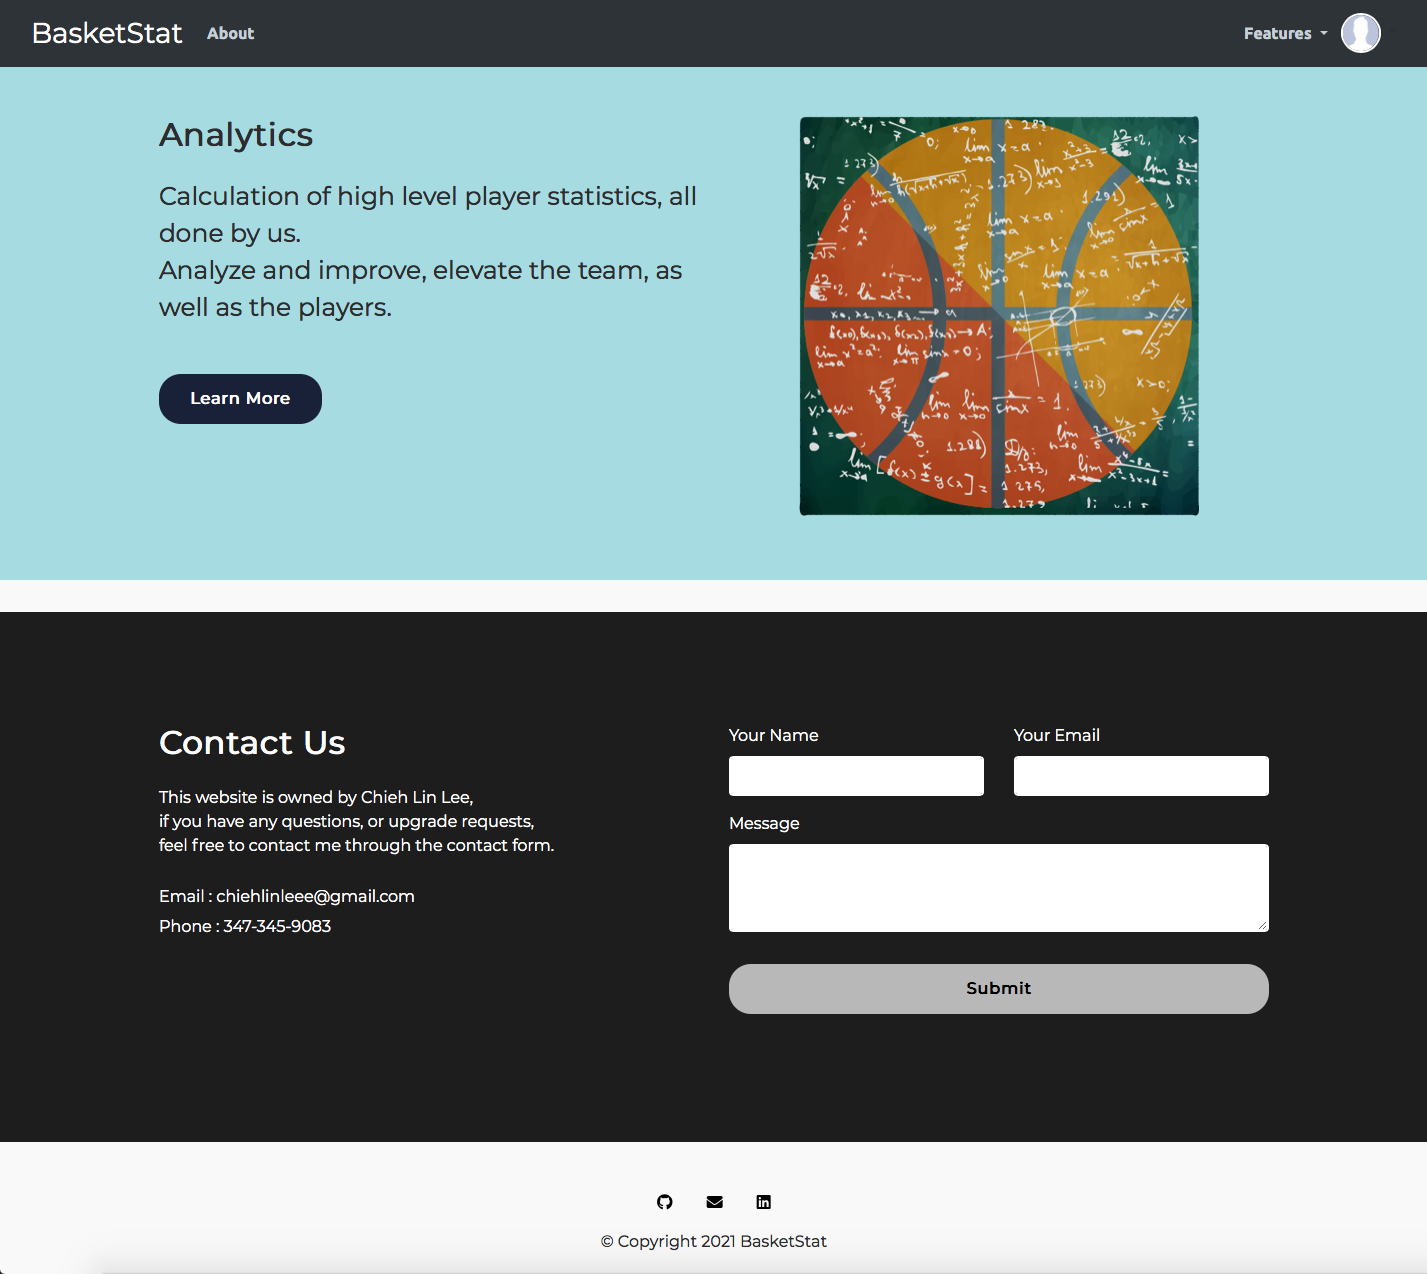 BasketStat About Features
Analytics
Calculation of high level player statistics, all
done by us.
Analyze and improve, elevate the team, as
well as the players.
Learn More
Contact Us
This website is owned by Chieh Lin Lee,
if you have any questions, or upgrade requests,
feel free to contact me through the contact form.
Email : chiehlinleee@gmail.com
Phone : 347-345-9083
Your Name Your Email
Message
Submit
© Copyright 2021 BasketStat